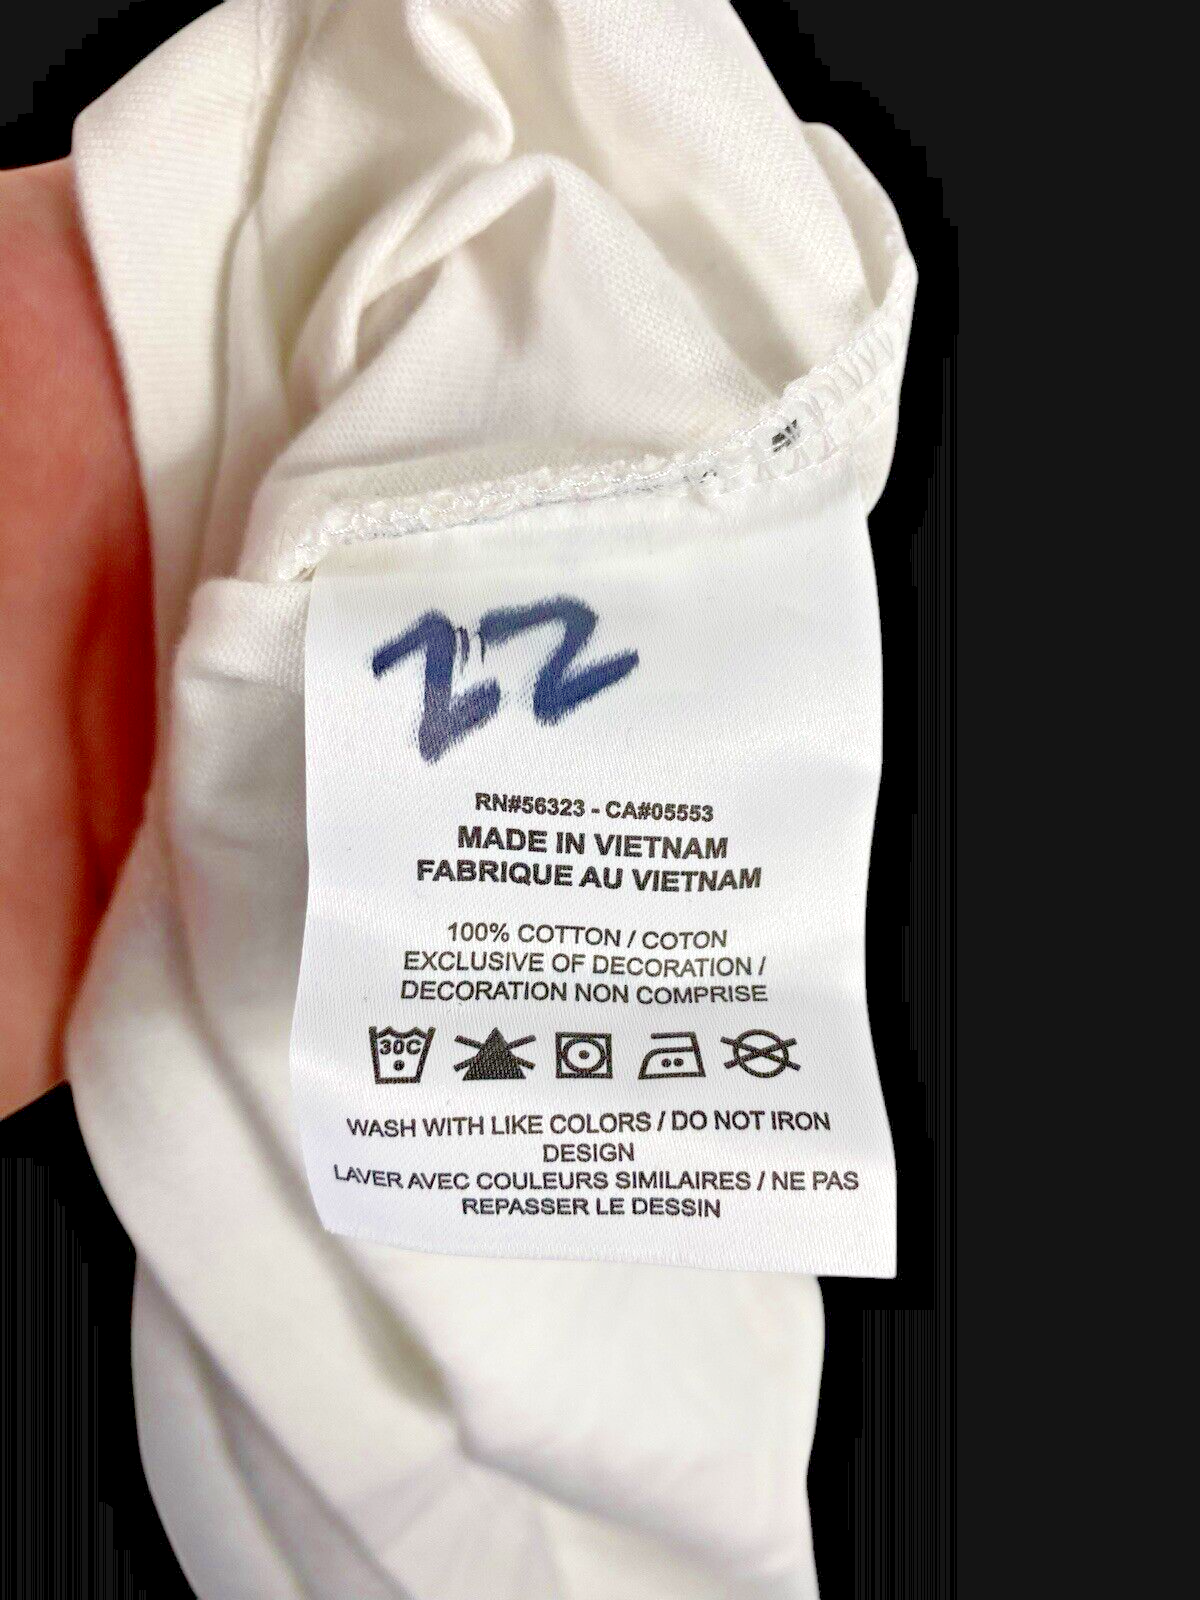 22
RN#56323 - CA#05553
MADE IN VIETNAM
FABRIQUE AU VIETNAM
100% COTTON / COTON
EXCLUSIVE OF DECORATION /
DECORATION NON COMPRISE
30C
WASH WITH LIKE COLORS / DO NOT IRON
DESIGN
LAVER AVEC COULEURS SIMILAIRES / NE PAS
REPASSER LE DESSIN